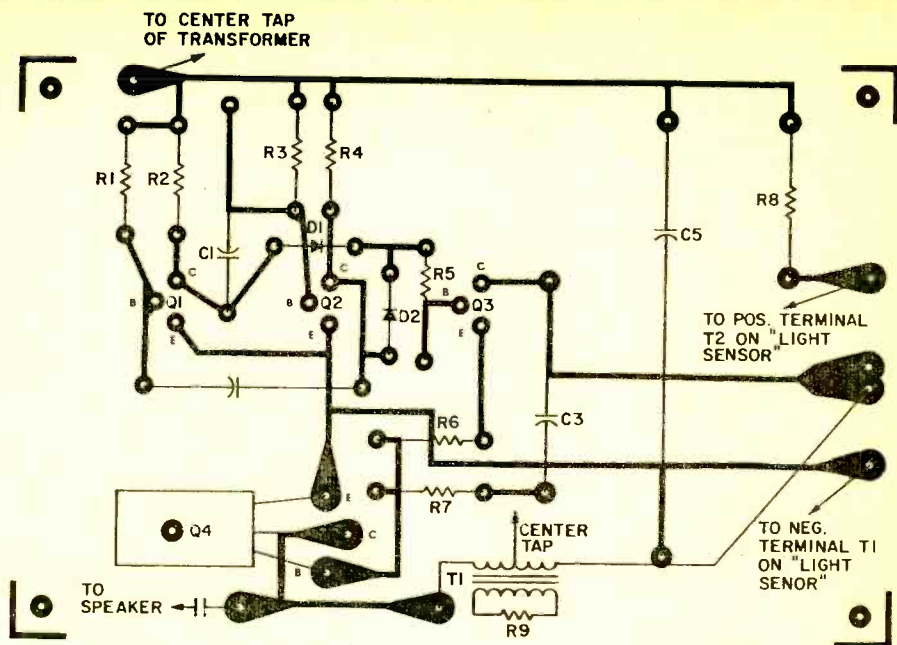 TO CENTER TAP
OF TRANSFORMER
R1
R2
R3
R4
R8
C1
D1
C5
C
C
R5
C
B
Q1
B
Q2
B
Q3
D2
E
E
E
TO POS. TERMINAL
T2 ON "LIGHT
SENSOR"
R6
C3
R7
E
Q4
C
CENTER
TAP
TO NEG.
TERMINAL T1
ON "LIGHT
SENOR"
B
T1
TO
SPEAKER
R9